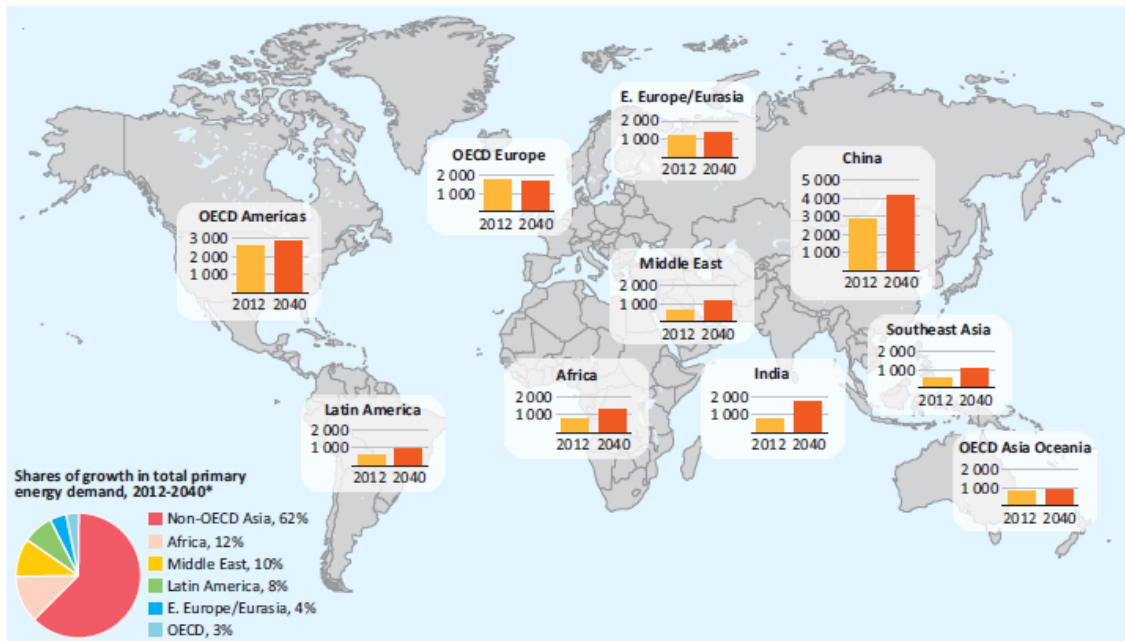 E. Europe/Eurasia
2 000
1 000
2012 2040
OECD Europe
2 000
1 000
2012 2040
China
5 000
4 000
3 000
2 000
1 000
2012 2040
OECD Americas
3 000
2 000
1 000
2012 2040
Middle East
2 000
1 000
2012 2040
Southeast Asia
2 000
1 000
2012 2040
Africa
2 000
1 000
2012 2040
India
2 000
1 000
2012 2040
Latin America
2 000
1 000
2012 2040
OECD Asia Oceania
2 000
1 000
2012 2040
Shares of growth in total primary
energy demand, 2012-2040*
Non-OECD Asia, 62%
Africa, 12%
Middle East, 10%
Latin America, 8%
E. Europe/Eurasia, 4%
OECD, 3%